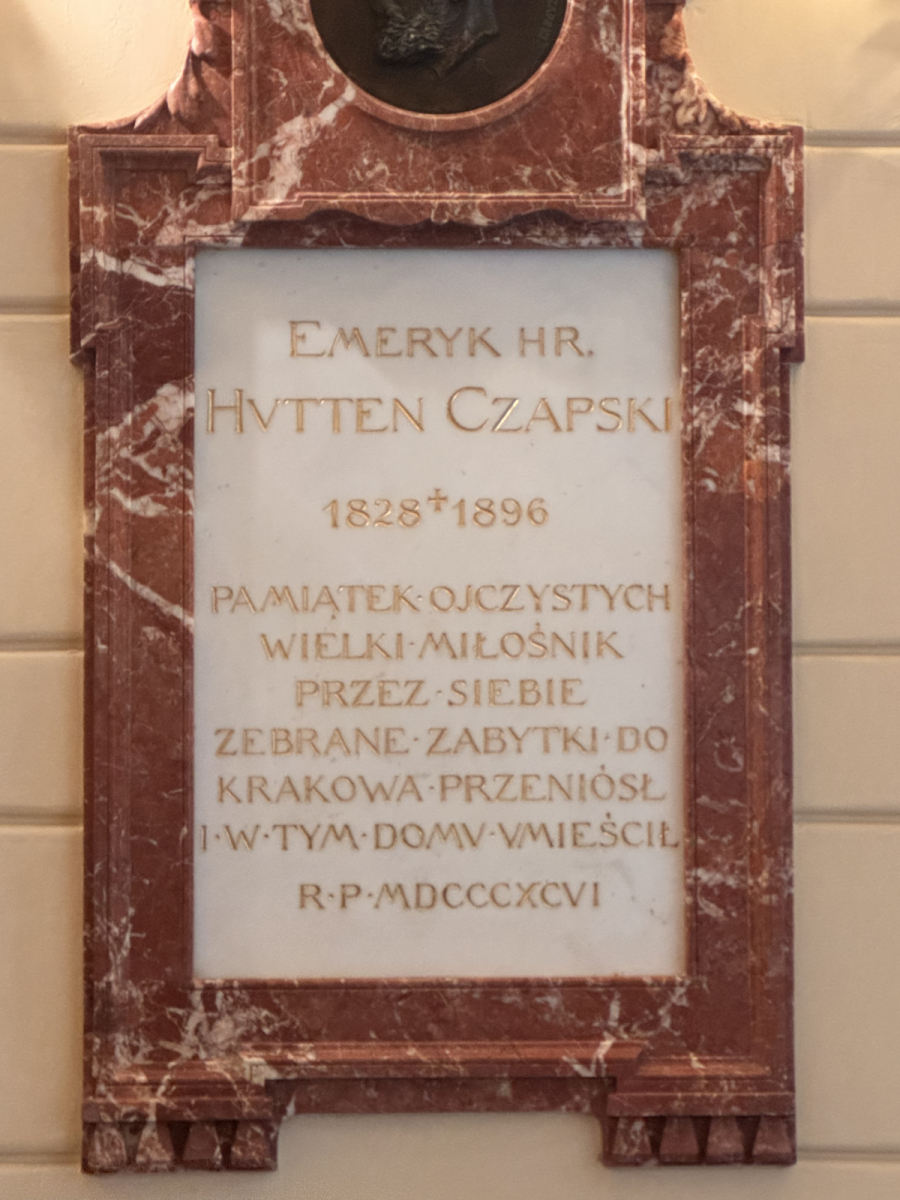 EMERYK HR.
HVTTEN CZAPSKI
1828 ✝ 1896
PAMIĄTEK·OJCZYSTYCH
WIELKI·MIŁOŚNIK
PRZEZ·SIEBIE
ZEBRANE·ZABYTKI·DO
KRAKOWA·PRZENIÓSŁ
I·W·TYM·DOMV·VMIEŚCIŁ
R·P·MDCCCXCVI